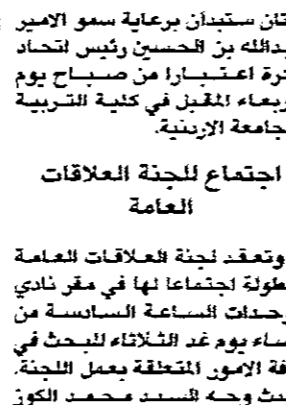 تان ستبدأن برعاية سمو الامير
بدالله بن الحسين رئيس اتحاد
كرة اعتبارا من صباح يوم
ربعاء المقبل في كلية التربية
جامعة الاردنية.
اجتماع للجنة العلاقات
العامة
وتعقد لجنة العلاقات العامة
طولة اجتماعا لها في مقر نادي
وحدات الساعة السادسة من
ساء يوم غد الثلاثاء للبحث في
فة الامور المتعلقة بعمل اللجنة.
يث وجه السيد محمد الكوز